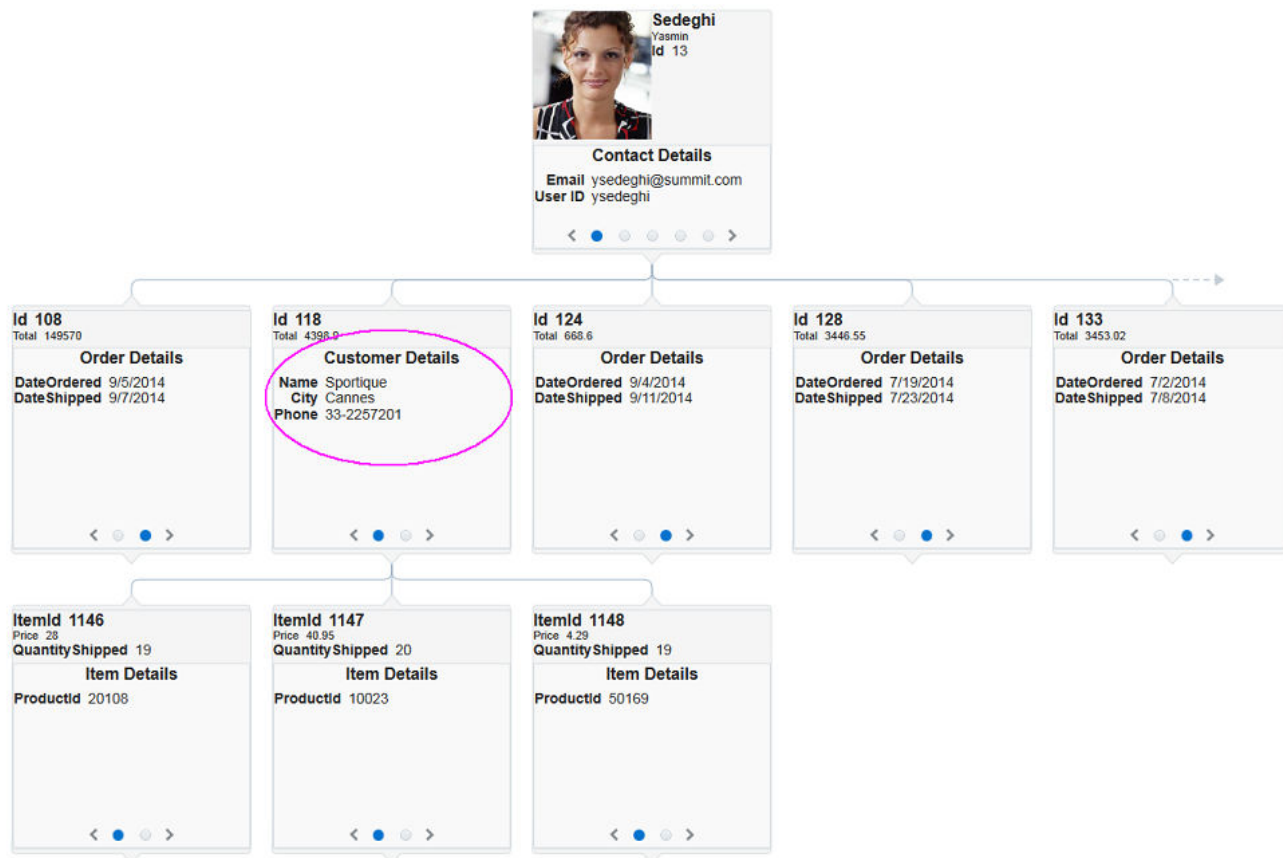 Sedeghi
Yasmin
Id 13
Contact Details
Email ysedeghi@summit.com
User ID ysedeghi
Id 108
Total 149570
Order Details
DateOrdered 9/5/2014
DateShipped 9/7/2014
Id 118
Total 4398.9
Customer Details
Name Sportique
City Cannes
Phone 33-2257201
Id 124
Total 668.6
Order Details
DateOrdered 9/4/2014
DateShipped 9/11/2014
Id 128
Total 3446.55
Order Details
DateOrdered 7/19/2014
DateShipped 7/23/2014
Id 133
Total 3453.02
Order Details
DateOrdered 7/2/2014
DateShipped 7/8/2014
ItemId 1146
Price 28
QuantityShipped 19
Item Details
ProductId 20108
ItemId 1147
Price 40.95
QuantityShipped 20
Item Details
ProductId 10023
ItemId 1148
Price 4.29
QuantityShipped 19
Item Details
ProductId 50169